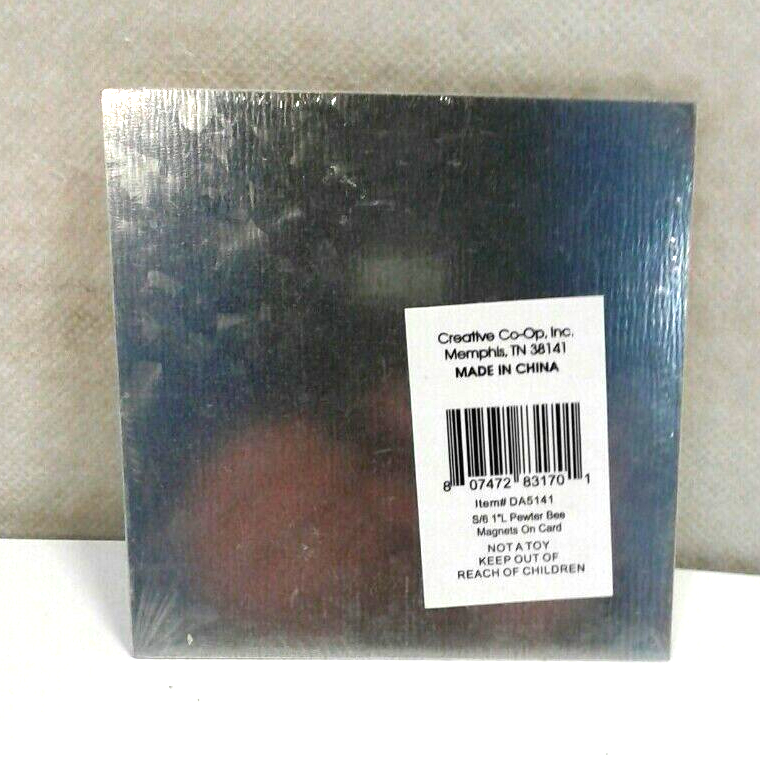 Creative Co-Op, Inc.
Memphis, TN 38141
MADE IN CHINA
8 07472 83170 1
Item# DA5141
S/6 1"L Pewter Bee
Magnets On Card
NOT A TOY
KEEP OUT OF
REACH OF CHILDREN